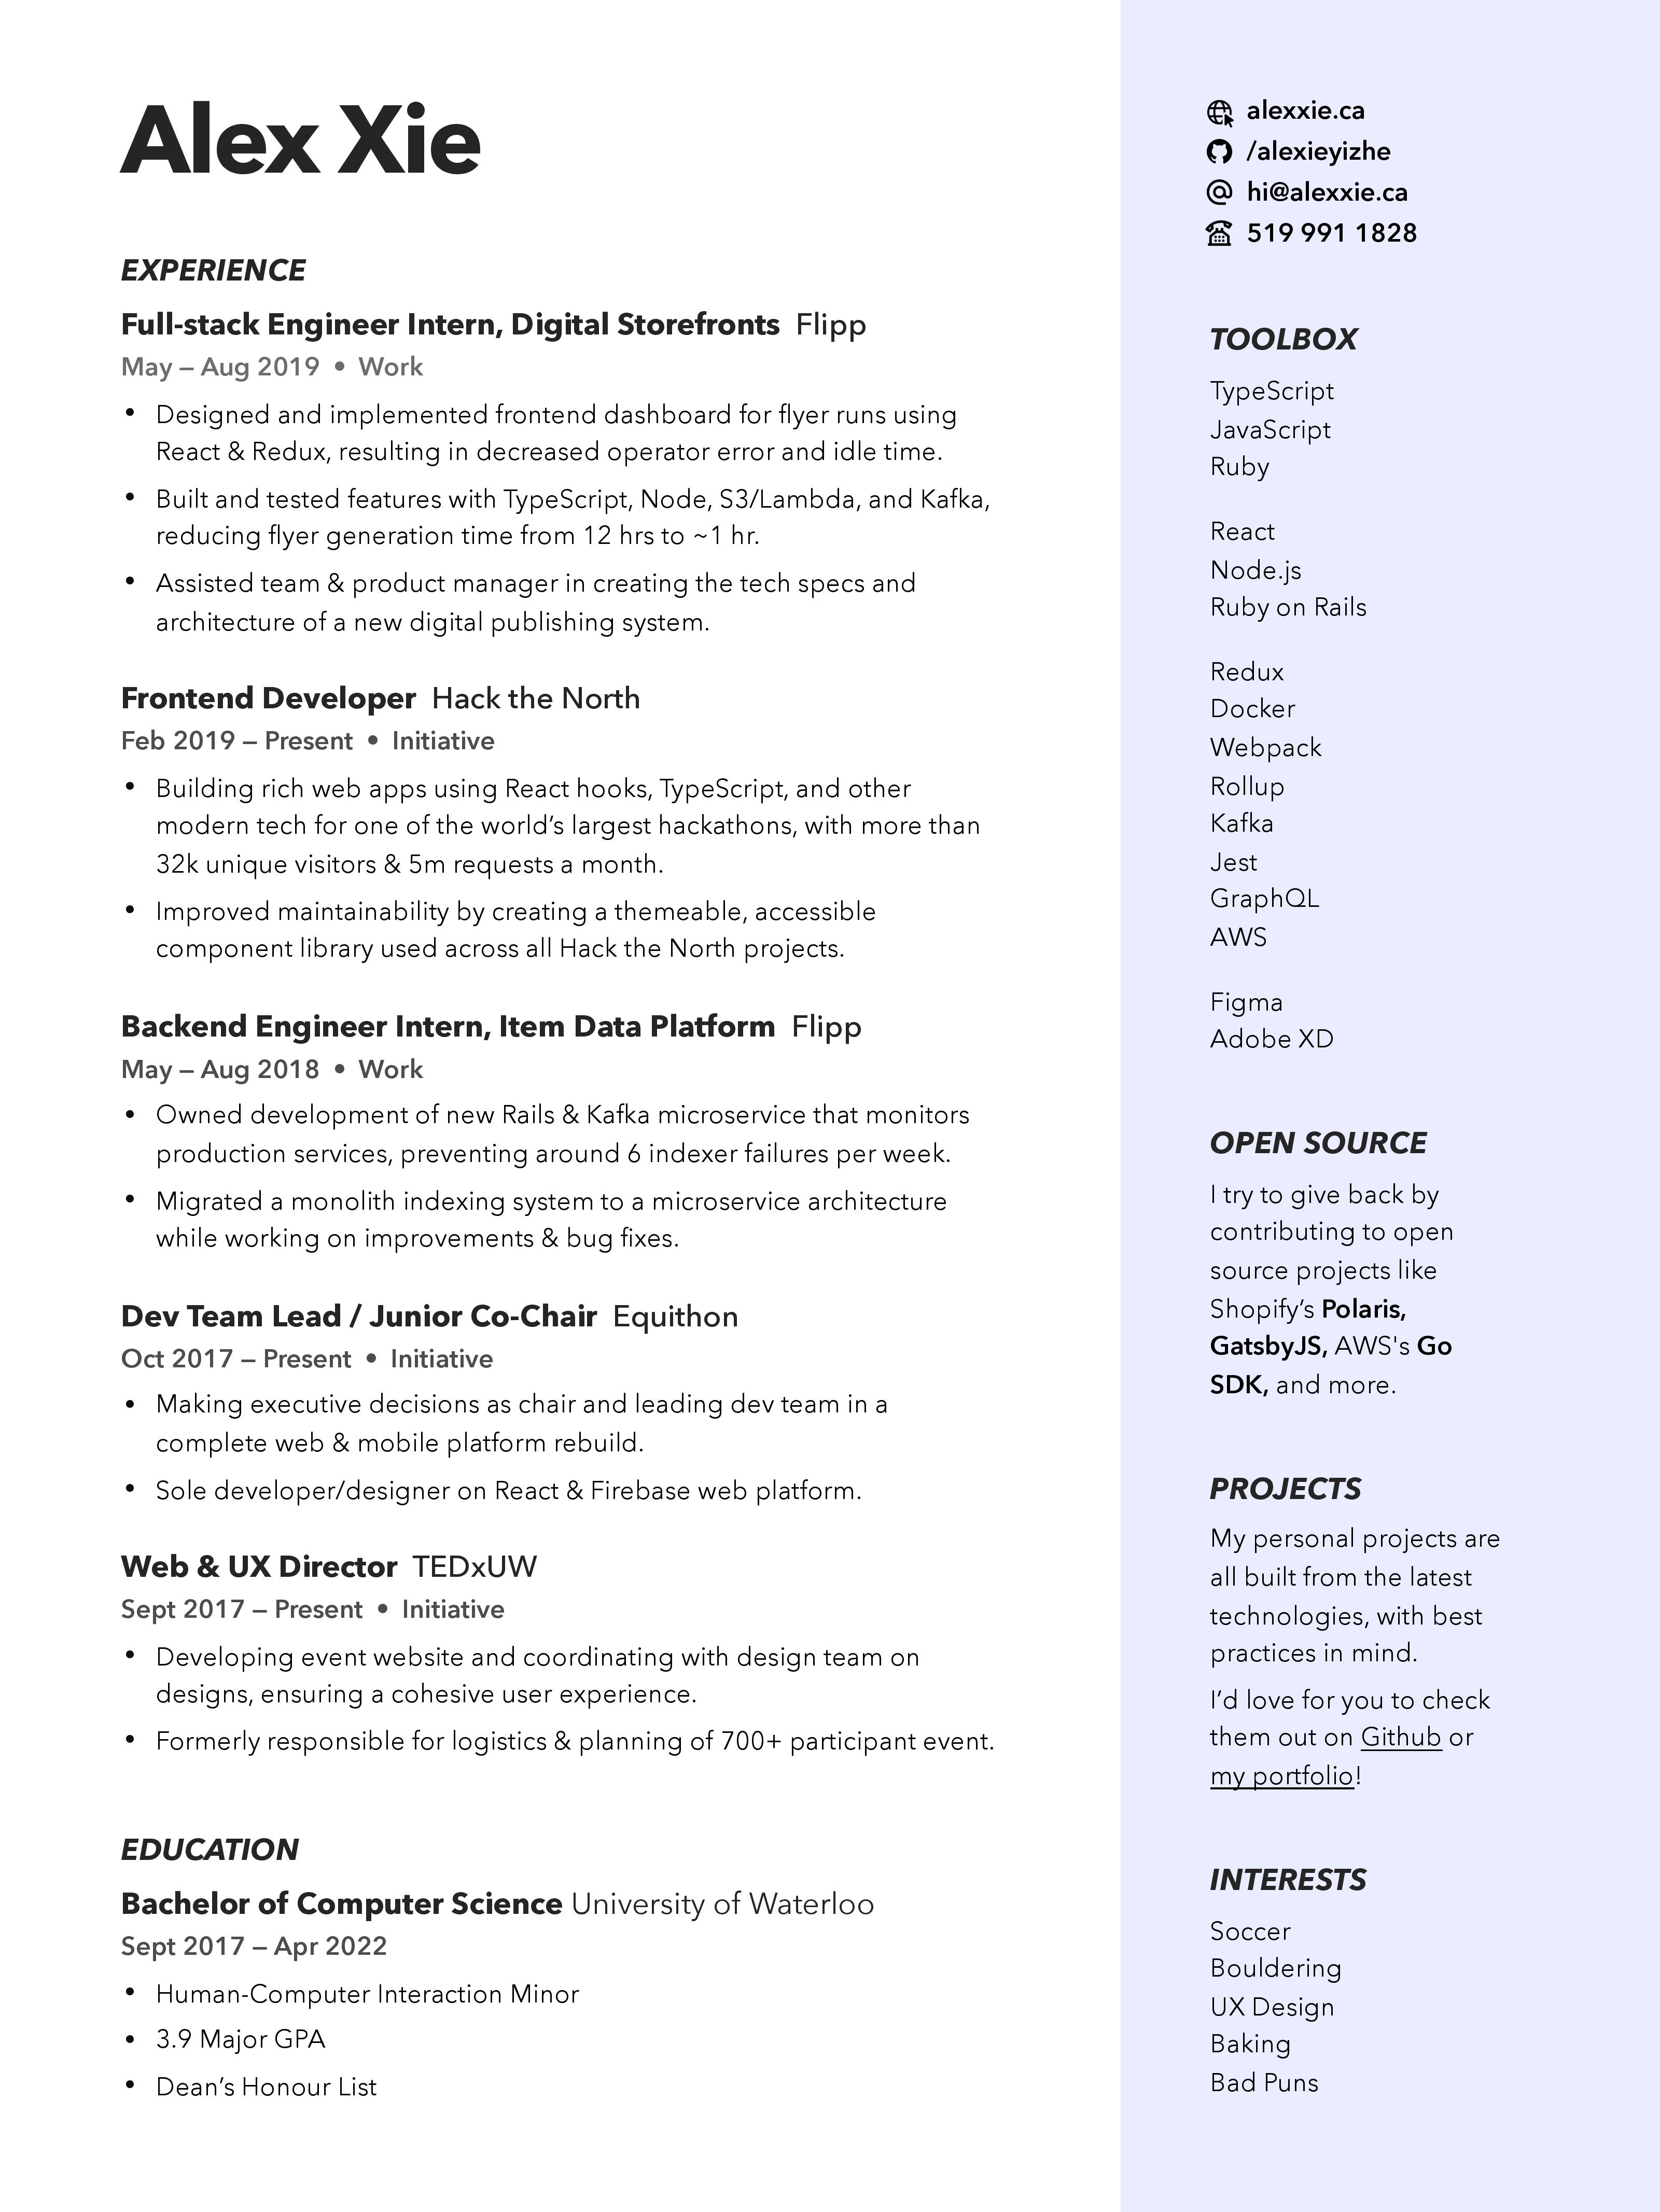 Alex Xie
EXPERIENCE
Full-stack Engineer Intern, Digital Storefronts Flipp
May – Aug 2019 • Work
• Designed and implemented frontend dashboard for flyer runs using
React & Redux, resulting in decreased operator error and idle time.
• Built and tested features with TypeScript, Node, S3/Lambda, and Kafka,
reducing flyer generation time from 12 hrs to ~1 hr.
• Assisted team & product manager in creating the tech specs and
architecture of a new digital publishing system.
Frontend Developer Hack the North
Feb 2019 – Present • Initiative
• Building rich web apps using React hooks, TypeScript, and other
modern tech for one of the world’s largest hackathons, with more than
32k unique visitors & 5m requests a month.
• Improved maintainability by creating a themeable, accessible
component library used across all Hack the North projects.
Backend Engineer Intern, Item Data Platform Flipp
May – Aug 2018 • Work
• Owned development of new Rails & Kafka microservice that monitors
production services, preventing around 6 indexer failures per week.
• Migrated a monolith indexing system to a microservice architecture
while working on improvements & bug fixes.
Dev Team Lead / Junior Co-Chair Equithon
Oct 2017 – Present • Initiative
• Making executive decisions as chair and leading dev team in a
complete web & mobile platform rebuild.
• Sole developer/designer on React & Firebase web platform.
Web & UX Director TEDxUW
Sept 2017 – Present • Initiative
• Developing event website and coordinating with design team on
designs, ensuring a cohesive user experience.
• Formerly responsible for logistics & planning of 700+ participant event.
EDUCATION
Bachelor of Computer Science University of Waterloo
Sept 2017 – Apr 2022
• Human-Computer Interaction Minor
• 3.9 Major GPA
• Dean’s Honour List
alexxie.ca
/alexieyizhe
hi@alexxie.ca
519 991 1828
TOOLBOX
TypeScript
JavaScript
Ruby
React
Node.js
Ruby on Rails
Redux
Docker
Webpack
Rollup
Kafka
Jest
GraphQL
AWS
Figma
Adobe XD
OPEN SOURCE
I try to give back by
contributing to open
source projects like
Shopify’s Polaris,
GatsbyJS, AWS's Go
SDK, and more.
PROJECTS
My personal projects are
all built from the latest
technologies, with best
practices in mind.
I’d love for you to check
them out on Github or
my portfolio!
INTERESTS
Soccer
Bouldering
UX Design
Baking
Bad Puns